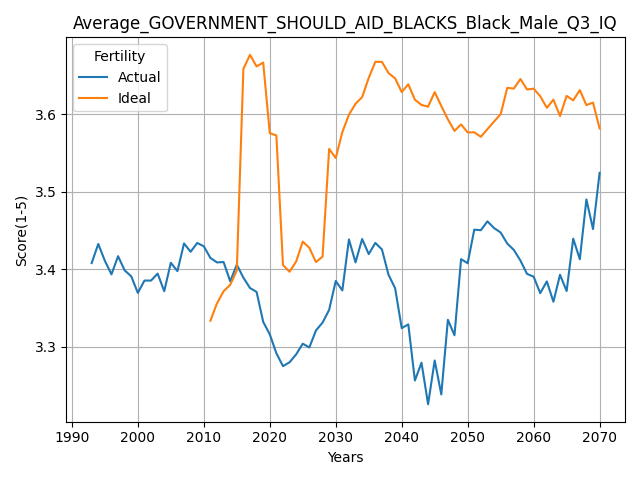 Average_GOVERNMENT_SHOULD_AID_BLACKS_Black_Male_Q3_IQ
Fertility
Actual
Ideal
Score(1-5)
3.6
3.5
3.4
3.3
1990 2000 2010 2020 2030 2040 2050 2060 2070
Years